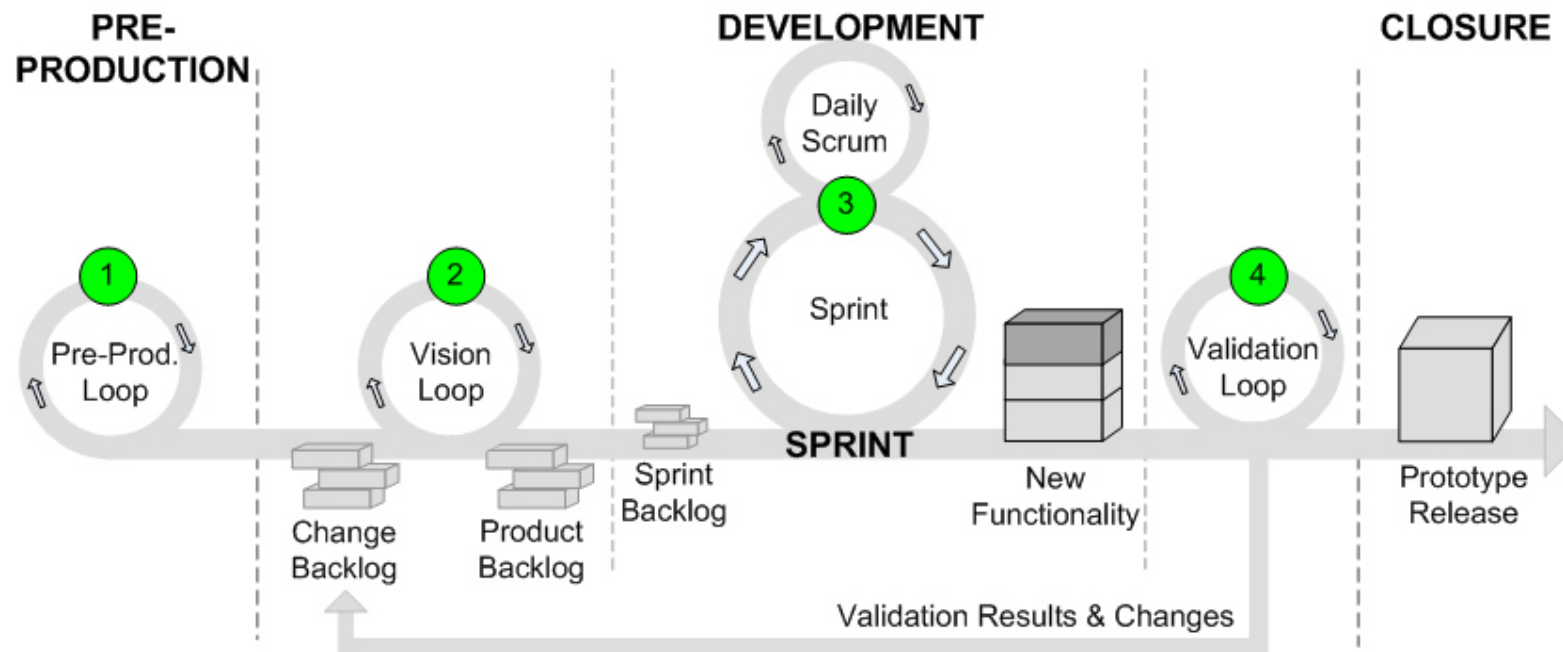 PRE-
PRODUCTION
DEVELOPMENT
CLOSURE
Daily
Scrum
1
2
3
4
Pre-Prod.
Loop
Vision
Loop
Sprint
Validation
Loop
SPRINT
Change
Backlog
Product
Backlog
Sprint
Backlog
New
Functionality
Prototype
Release
Validation Results & Changes